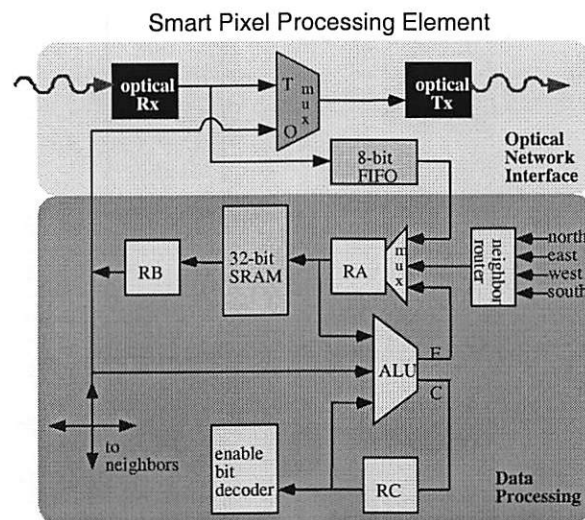 Smart Pixel Processing Element
optical
Rx
T
O
m
u
x
optical
Tx
Optical
Network
Interface
8-bit
FIFO
RB
32-bit
SRAM
RA
m
u
x
neighbor
router
north
east
west
south
ALU
F
C
to
neighbors
enable
bit
decoder
RC
Data
Processing